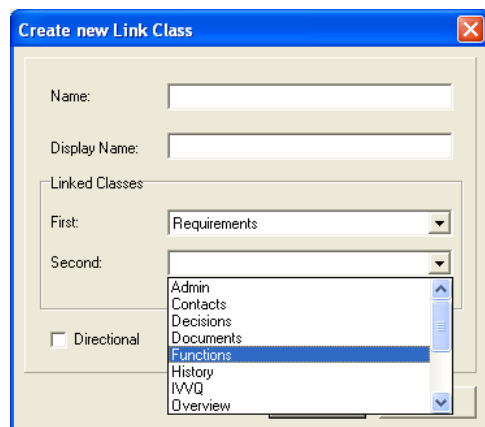 Create new Link Class
Name:
Display Name:
Linked Classes
First: Requirements
Second:
Admin
Contacts
Decisions
Documents
Directional
Functions
History
IVVQ
Overview